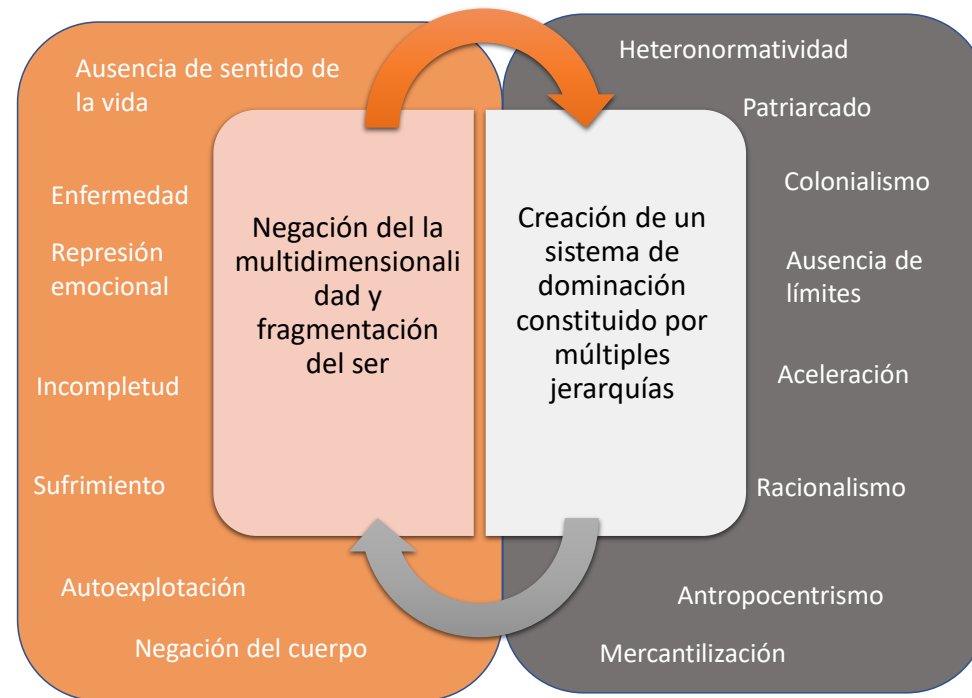 Ausencia de sentido de
la vida
Enfermedad
Represión
emocional
Incompletud
Sufrimiento
Autoexplotación
Negación del cuerpo
Negación del la
multidimensionali
dad y
fragmentación
del ser
Creación de un
sistema de
dominación
constituido por
múltiples
jerarquías
Heteronormatividad
Patriarcado
Colonialismo
Ausencia de
límites
Aceleración
Racionalismo
Antropocentrismo
Mercantilización